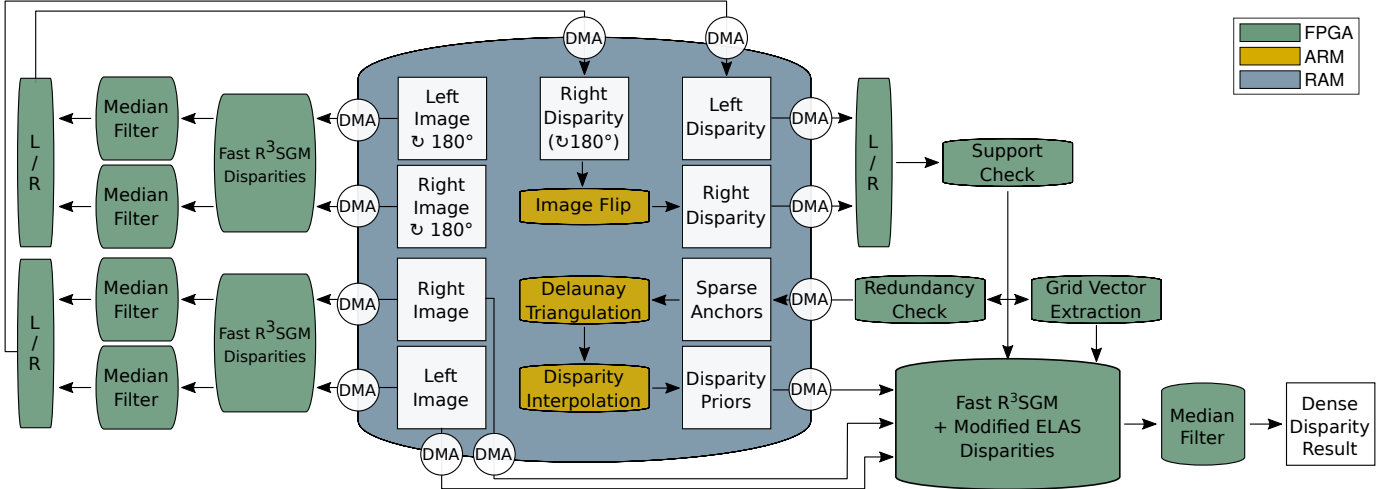 DMA
DMA
FPGA
ARM
RAM
L
/
R
Median
Filter
Fast R³SGM
Disparities
Median
Filter
DMA
Left
Image
↻ 180°
DMA
Right
Image
↻ 180°
Right
Disparity
(↻180°)
Image Flip
Left
Disparity
Right
Disparity
DMA
DMA
L
/
R
Support
Check
L
/
R
Median
Filter
Median
Filter
Fast R³SGM
Disparities
DMA
DMA
Right
Image
Left
Image
Delaunay
Triangulation
Disparity
Interpolation
Sparse
Anchors
Disparity
Priors
DMA
DMA
Redundancy
Check
Grid Vector
Extraction
Fast R³SGM
+ Modified ELAS
Disparities
Median
Filter
Dense
Disparity
Result
DMA
DMA